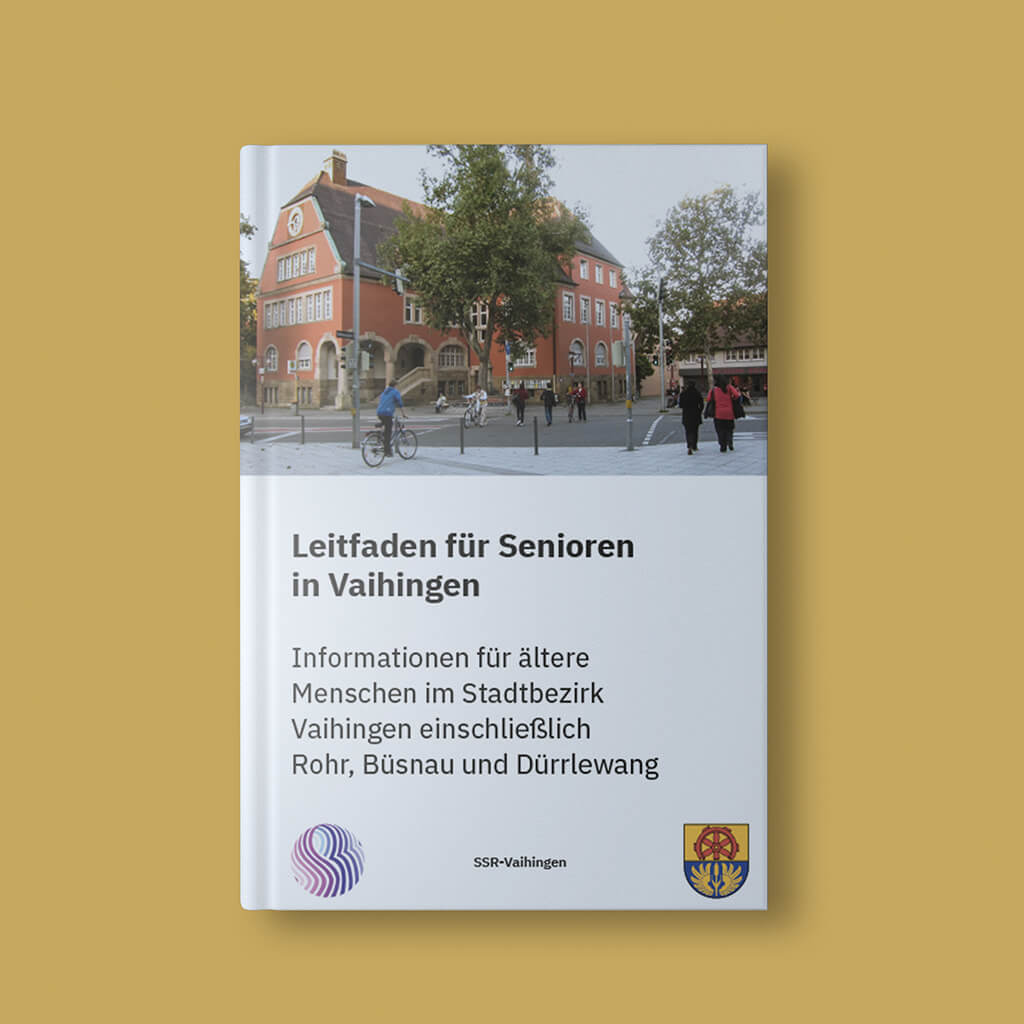 Leitfaden für Senioren
in Vaihingen
Informationen für ältere
Menschen im Stadtbezirk
Vaihingen einschließlich
Rohr, Büsnau und Dürrlewang
SSR-Vaihingen